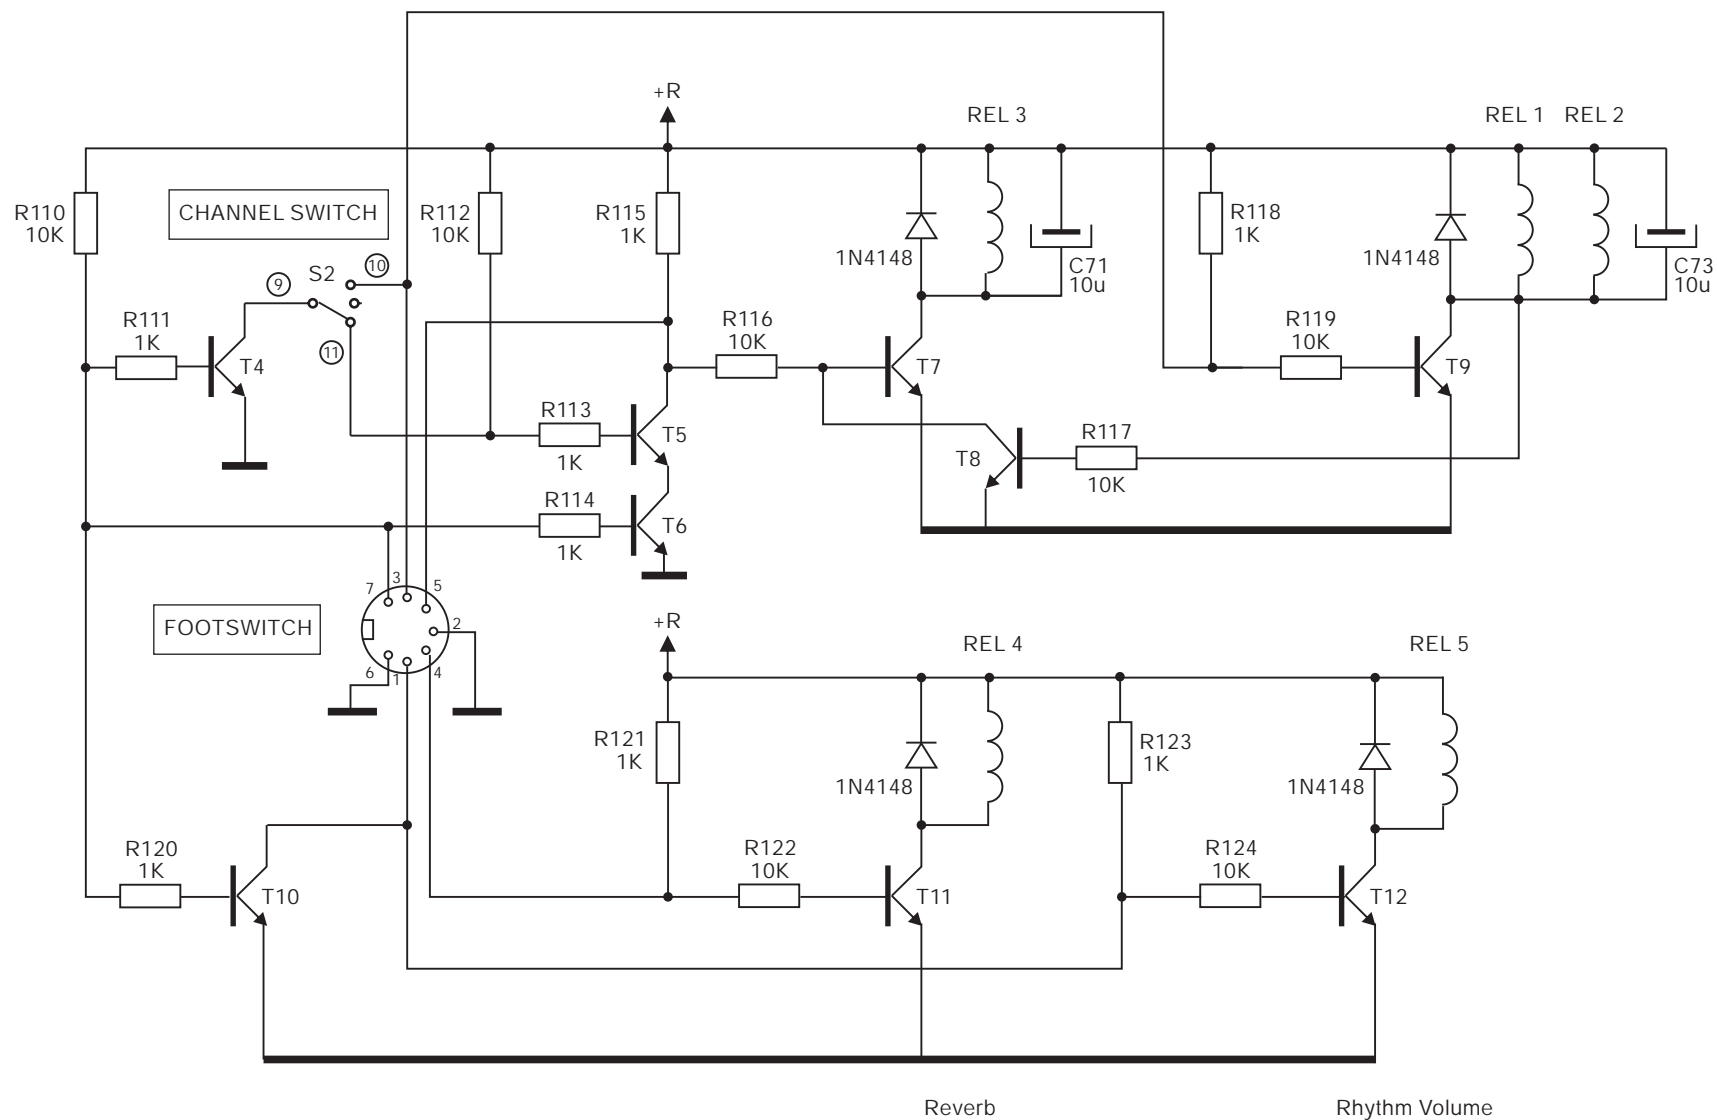 +R
REL 3
REL 1
REL 2
R110
10K
CHANNEL SWITCH
R112
10K
R115
1K
1N4148
C71
10u
R118
1K
1N4148
C73
10u
S2
9
10
11
R111
1K
T4
R116
10K
T7
R119
10K
T9
R113
1K
T5
T8
R117
10K
R114
1K
T6
FOOTSWITCH
7
3
5
2
6
1
4
+R
REL 4
REL 5
R121
1K
1N4148
R123
1K
1N4148
R120
1K
T10
R122
10K
T11
R124
10K
T12
Reverb
Rhythm Volume